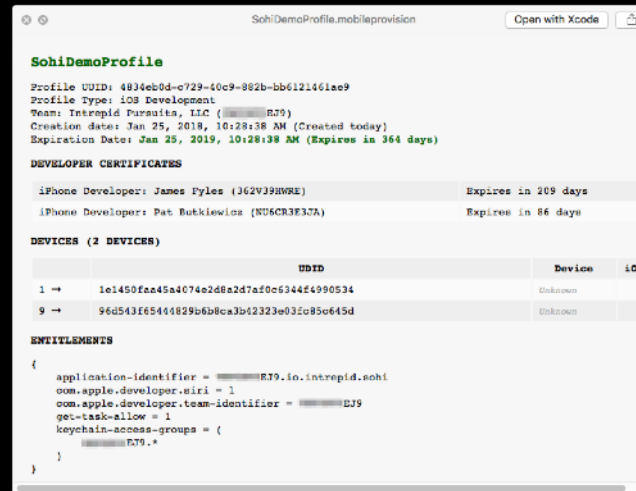 SohiDemoProfile.mobileprovision
Open with Xcode
SohiDemoProfile
Profile UUID: 4834eb0d-c729-40c9-882b-bb6121461ae9
Profile Type: iOS Development
Team: Intrepid Pursuits, LLC ( EJ9)
Creation date: Jan 25, 2018, 10:28:38 AM (Created today)
Expiration Date: Jan 25, 2019, 10:28:38 AM (Expires in 364 days)
DEVELOPER CERTIFICATES
iPhone Developer: James Pyles (362V39HWRE) Expires in 209 days
iPhone Developer: Pat Butkiewicz (NU6CR3E3JA) Expires in 86 days
DEVICES (2 DEVICES)
UDID Device iO
1 → 1e1450faa45a4074e2d8a2d7af0c6344f4990534 Unknown
9 → 96d543f65444829b6b8ca3b42323e03fc85c645d Unknown
ENTITLEMENTS
{
application-identifier = EJ9.io.intrepid.sohi
com.apple.developer.siri = 1
com.apple.developer.team-identifier = EJ9
get-task-allow = 1
keychain-access-groups = (
EJ9.*
)
}